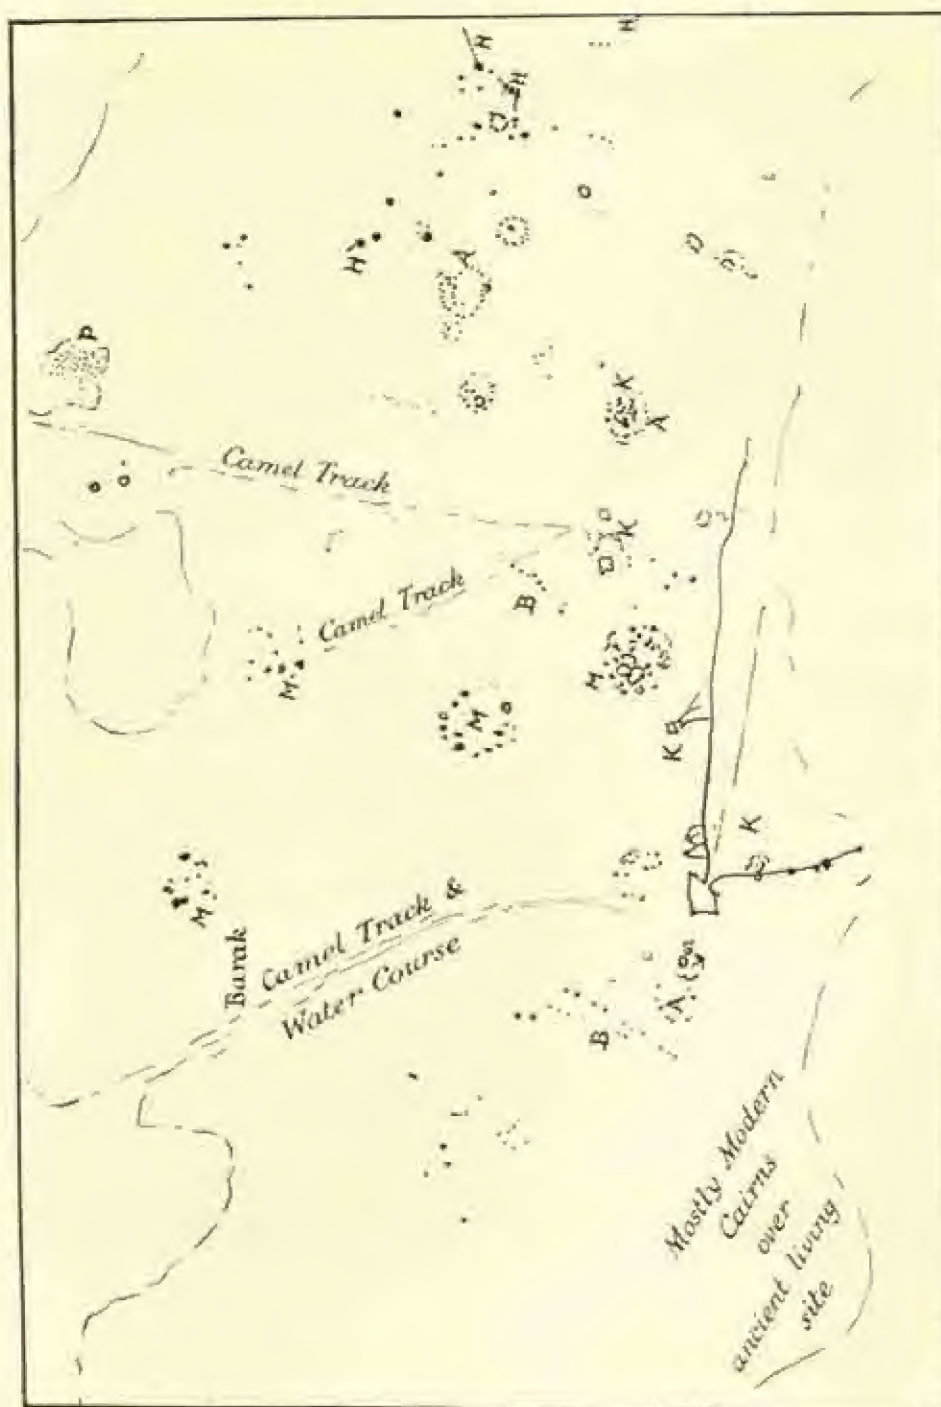 H
H
H
H
A
D
P
K
A
Camel Track
K
B
Camel Track
M
M
M
K
K
M
Barak
Camel Track &
Water Course
A
B
Mostly Modern
Cairns
over
ancient living
site